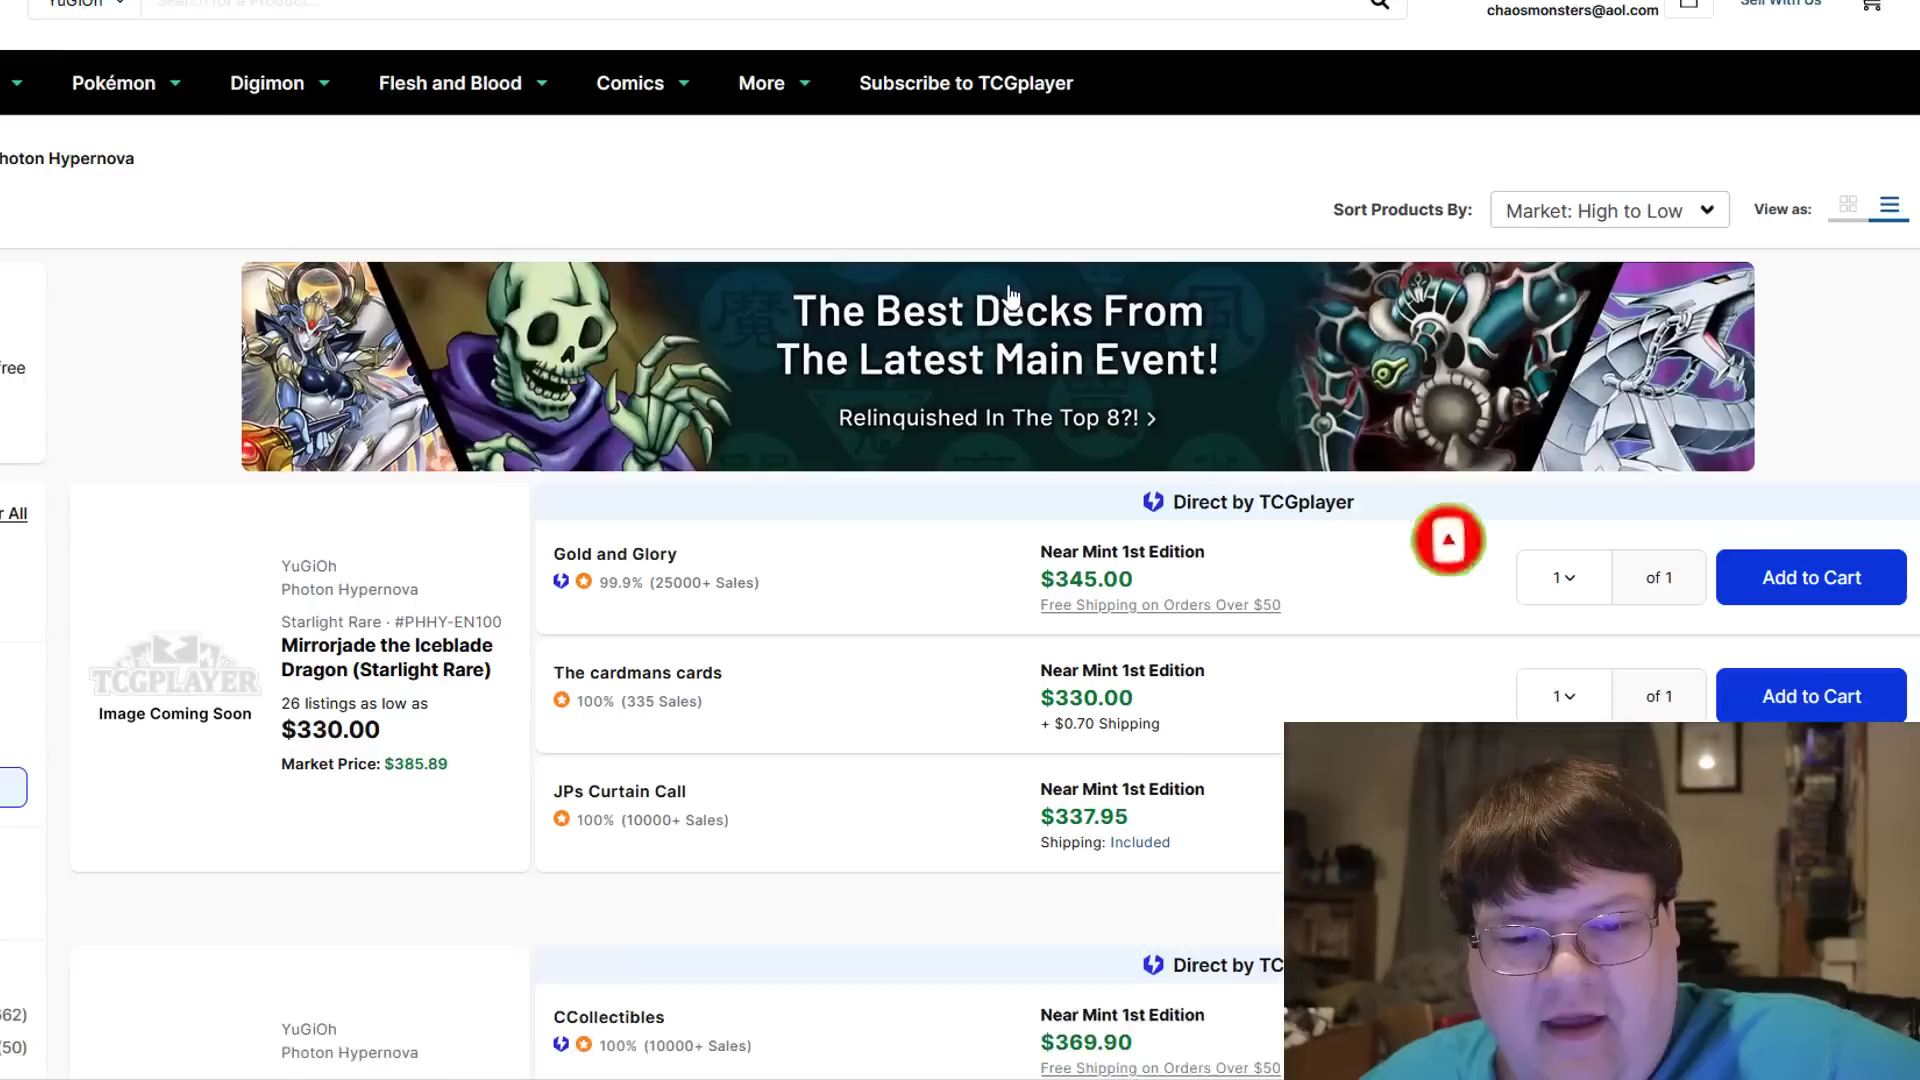 YuGiOh
Search for a Product...
chaosmonsters@aol.com
Sell With Us
Pokémon
Digimon
Flesh and Blood
Comics
More
Subscribe to TCGplayer
hoton Hypernova
Sort Products By:
Market: High to Low
View as:
The Best Decks From
The Latest Main Event!
Relinquished In The Top 8?! >
ree
r All
62)
(50)
YuGiOh
Photon Hypernova
Starlight Rare · #PHHY-EN100
Mirrorjade the Iceblade
Dragon (Starlight Rare)
26 listings as low as
$330.00
Market Price: $385.89
TCGPLAYER
Image Coming Soon
Direct by TCGplayer
Gold and Glory
99.9% (25000+ Sales)
Near Mint 1st Edition
$345.00
Free Shipping on Orders Over $50
1
of 1
Add to Cart
The cardmans cards
100% (335 Sales)
Near Mint 1st Edition
$330.00
+ $0.70 Shipping
1
of 1
Add to Cart
JPs Curtain Call
100% (10000+ Sales)
Near Mint 1st Edition
$337.95
Shipping: Included
YuGiOh
Photon Hypernova
Direct by TC
CCollectibles
100% (10000+ Sales)
Near Mint 1st Edition
$369.90
Free Shipping on Orders Over $50